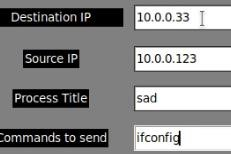 Destination IP 10.0.0.33
Source IP 10.0.0.123
Process Title sad
Commands to send ifconfig